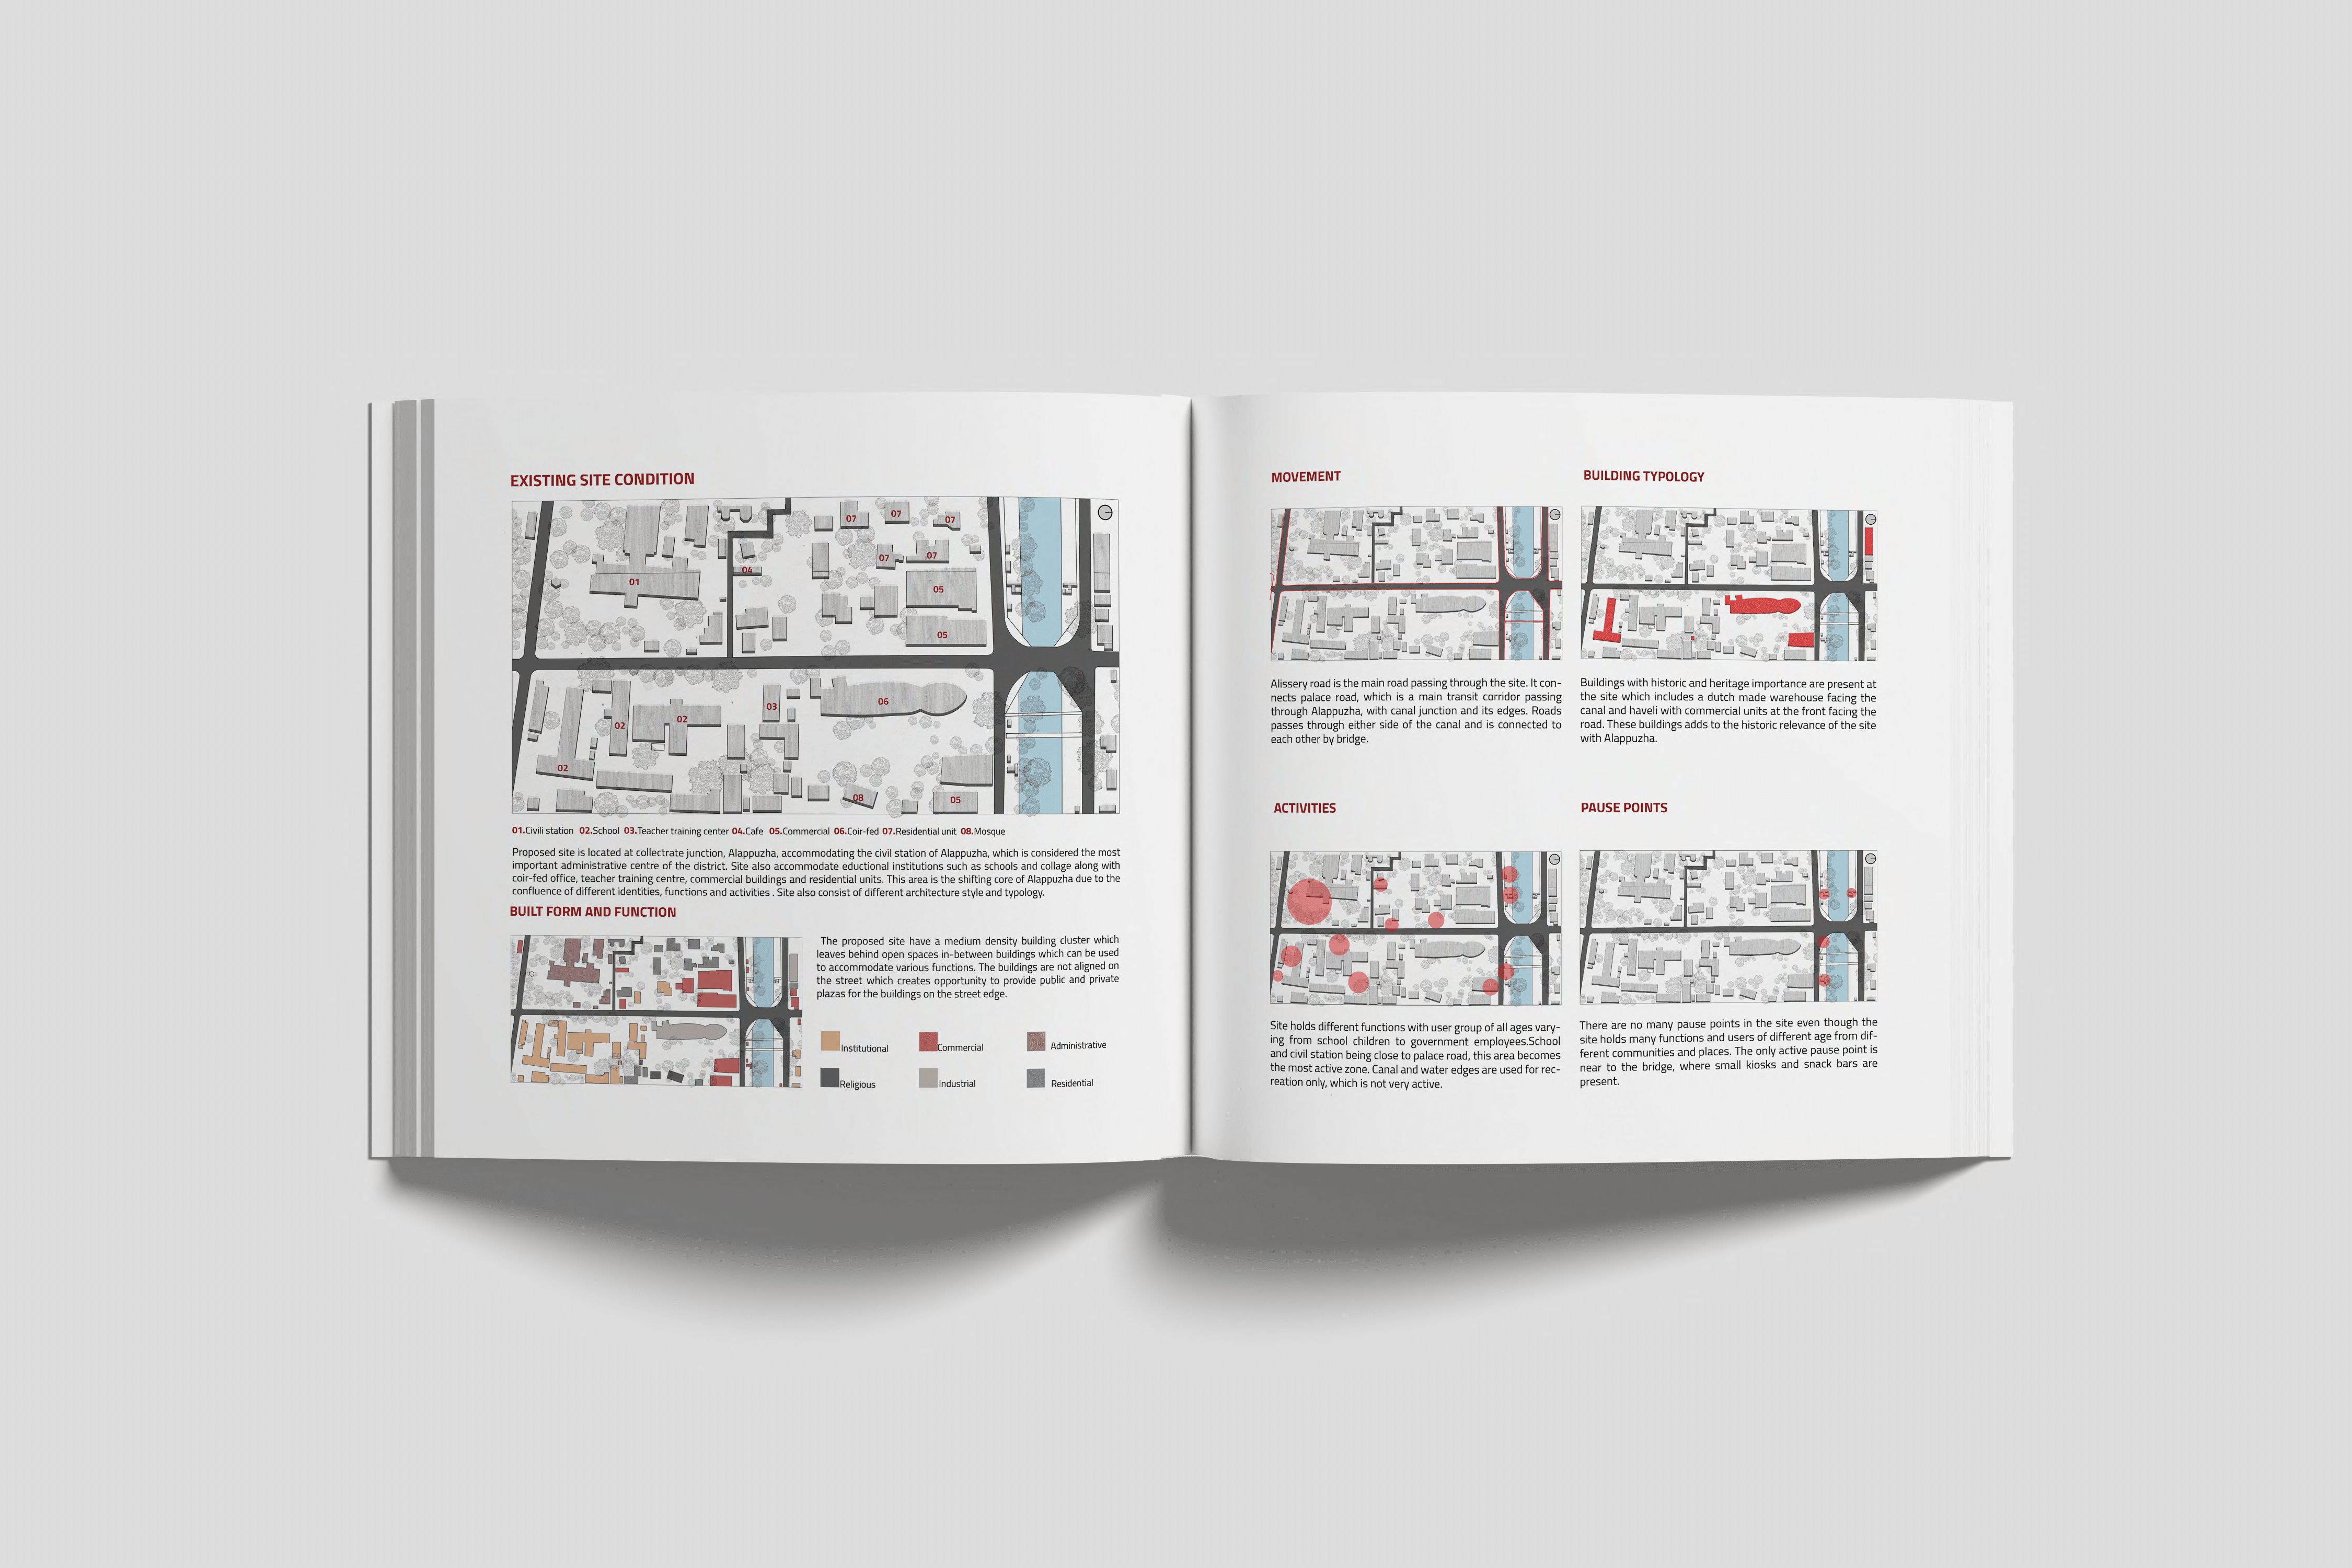 EXISTING SITE CONDITION
07
07
07
07
07
04
01
05
05
03
06
02
02
02
08
05
01.Civili station 02.School 03.Teacher training center 04.Cafe 05.Commercial 06.Coir-fed 07.Residential unit 08.Mosque
Proposed site is located at collectrate junction, Alappuzha, accommodating the civil station of Alappuzha, which is considered the most
important administrative centre of the district. Site also accommodate eductional institutions such as schools and collage along with
coir-fed office, teacher training centre, commercial buildings and residential units. This area is the shifting core of Alappuzha due to the
confluence of different identities, functions and activities . Site also consist of different architecture style and typology.
BUILT FORM AND FUNCTION
The proposed site have a medium density building cluster which
leaves behind open spaces in-between buildings which can be used
to accommodate various functions. The buildings are not aligned on
the street which creates opportunity to provide public and private
plazas for the buildings on the street edge.
Institutional
Commercial
Administrative
Religious
Industrial
Residential
MOVEMENT
Alissery road is the main road passing through the site. It con-
nects palace road, which is a main transit corridor passing
through Alappuzha, with canal junction and its edges. Roads
passes through either side of the canal and is connected to
each other by bridge.
BUILDING TYPOLOGY
Buildings with historic and heritage importance are present at
the site which includes a dutch made warehouse facing the
canal and haveli with commercial units at the front facing the
road. These buildings adds to the historic relevance of the site
with Alappuzha.
ACTIVITIES
Site holds different functions with user group of all ages vary-
ing from school children to government employees.School
and civil station being close to palace road, this area becomes
the most active zone. Canal and water edges are used for rec-
reation only, which is not very active.
PAUSE POINTS
There are no many pause points in the site even though the
site holds many functions and users of different age from dif-
ferent communities and places. The only active pause point is
near to the bridge, where small kiosks and snack bars are
present.